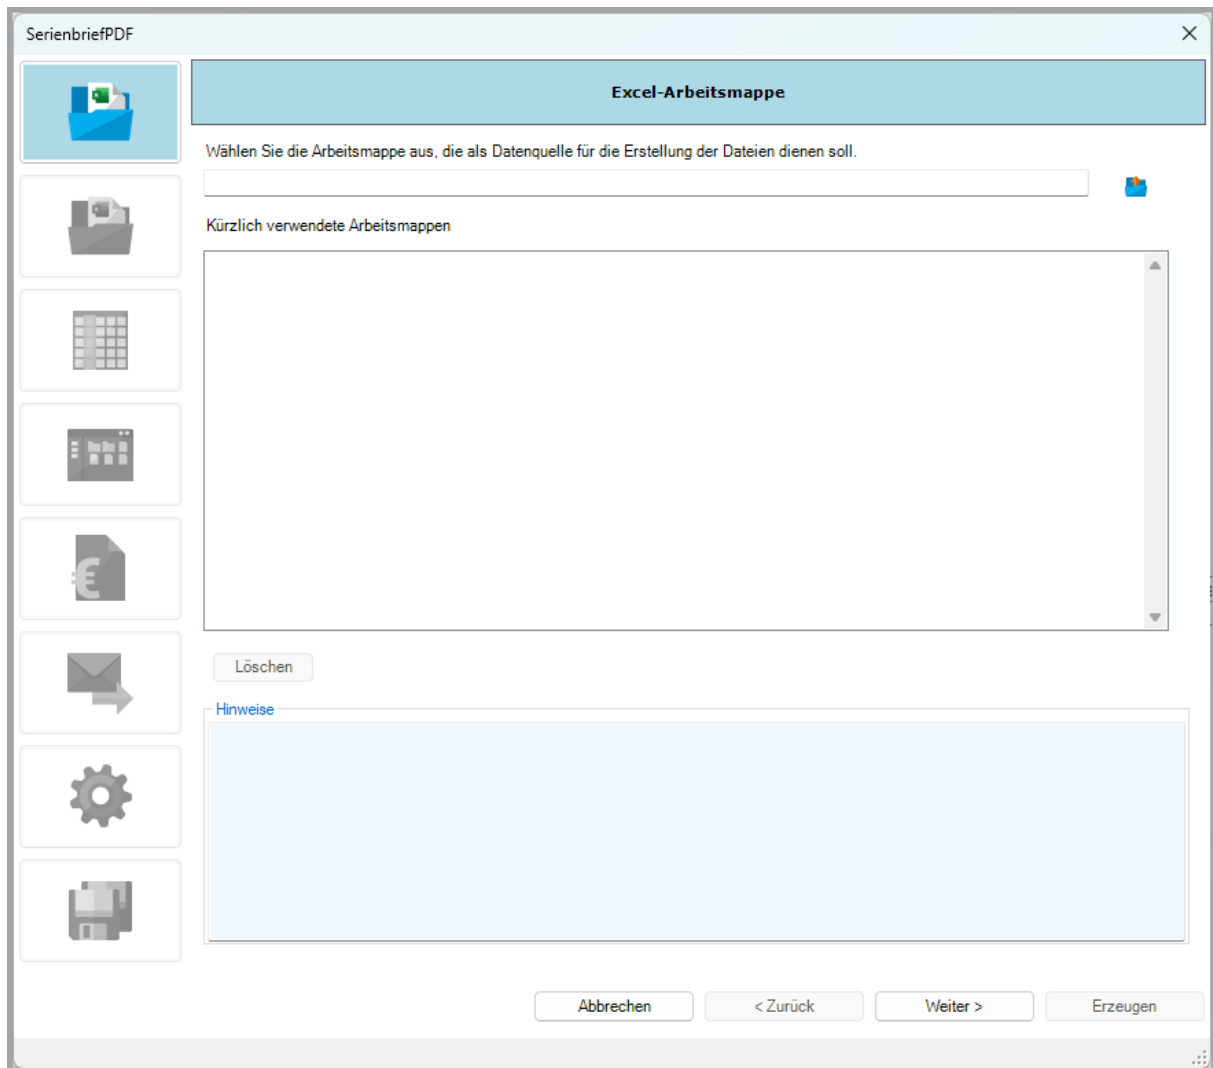 SerienbriefPDF
Excel-Arbeitsmappe
Wählen Sie die Arbeitsmappe aus, die als Datenquelle für die Erstellung der Dateien dienen soll.
Kürzlich verwendete Arbeitsmappen
Löschen
Hinweise
Abbrechen
< Zurück
Weiter >
Erzeugen